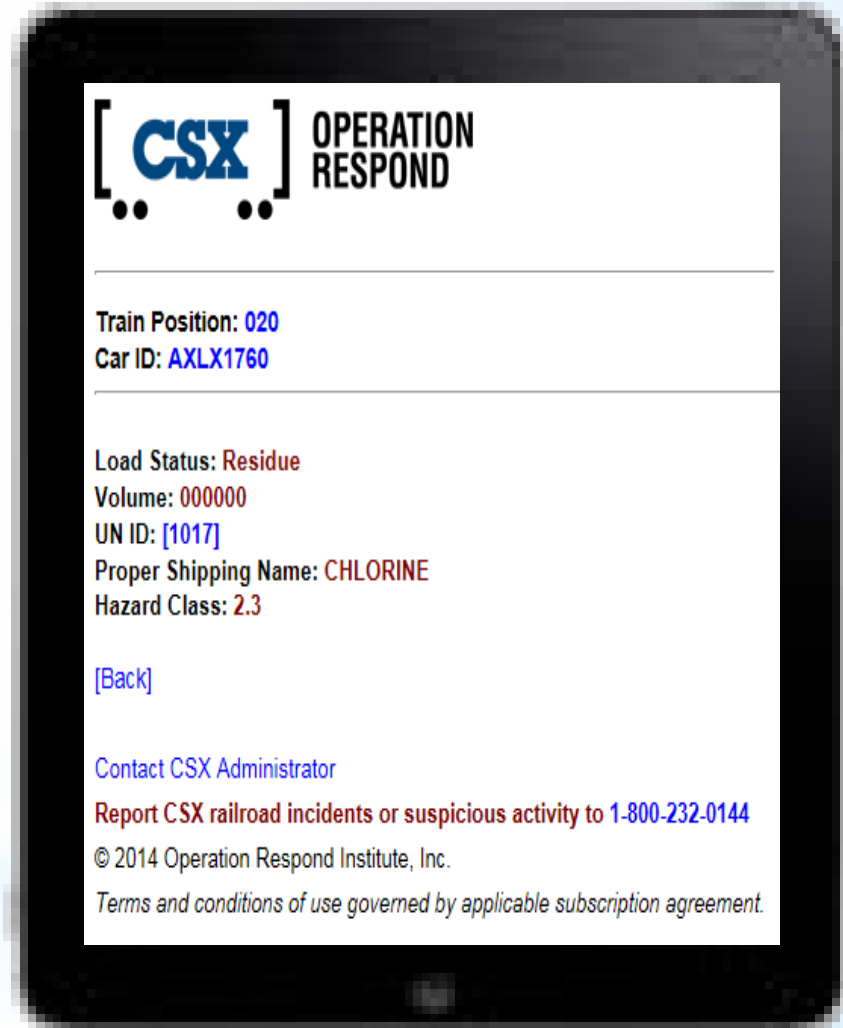 [ CSX ] OPERATION
RESPOND
Train Position: 020
Car ID: AXLX1760
Load Status: Residue
Volume: 000000
UN ID: [1017]
Proper Shipping Name: CHLORINE
Hazard Class: 2.3
[Back]
Contact CSX Administrator
Report CSX railroad incidents or suspicious activity to 1-800-232-0144
© 2014 Operation Respond Institute, Inc.
Terms and conditions of use governed by applicable subscription agreement.